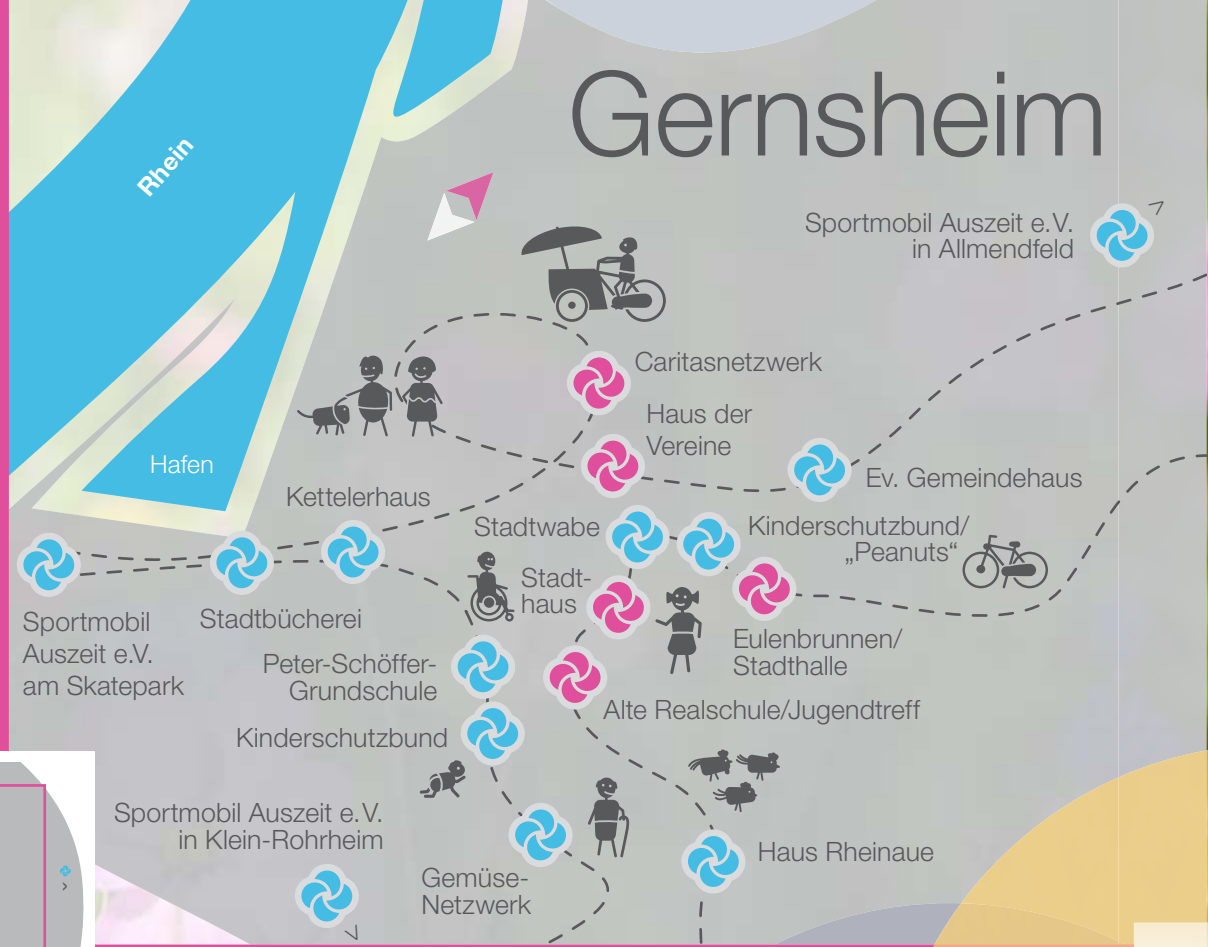 Gernsheim
Rhein
Sportmobil Auszeit e.V.
in Allmendfeld
Caritasnetzwerk
Haus der
Vereine
Hafen
Ev. Gemeindehaus
Kettelerhaus
Stadtwabe
Kinderschutzbund/
„Peanuts“
Stadt-
haus
Sportmobil
Auszeit e.V.
am Skatepark
Stadtbücherei
Eulenbrunnen/
Stadthalle
Peter-Schöffer-
Grundschule
Alte Realschule/Jugendtreff
Kinderschutzbund
Sportmobil Auszeit e.V.
in Klein-Rohrheim
Haus Rheinaue
Gemüse-
Netzwerk